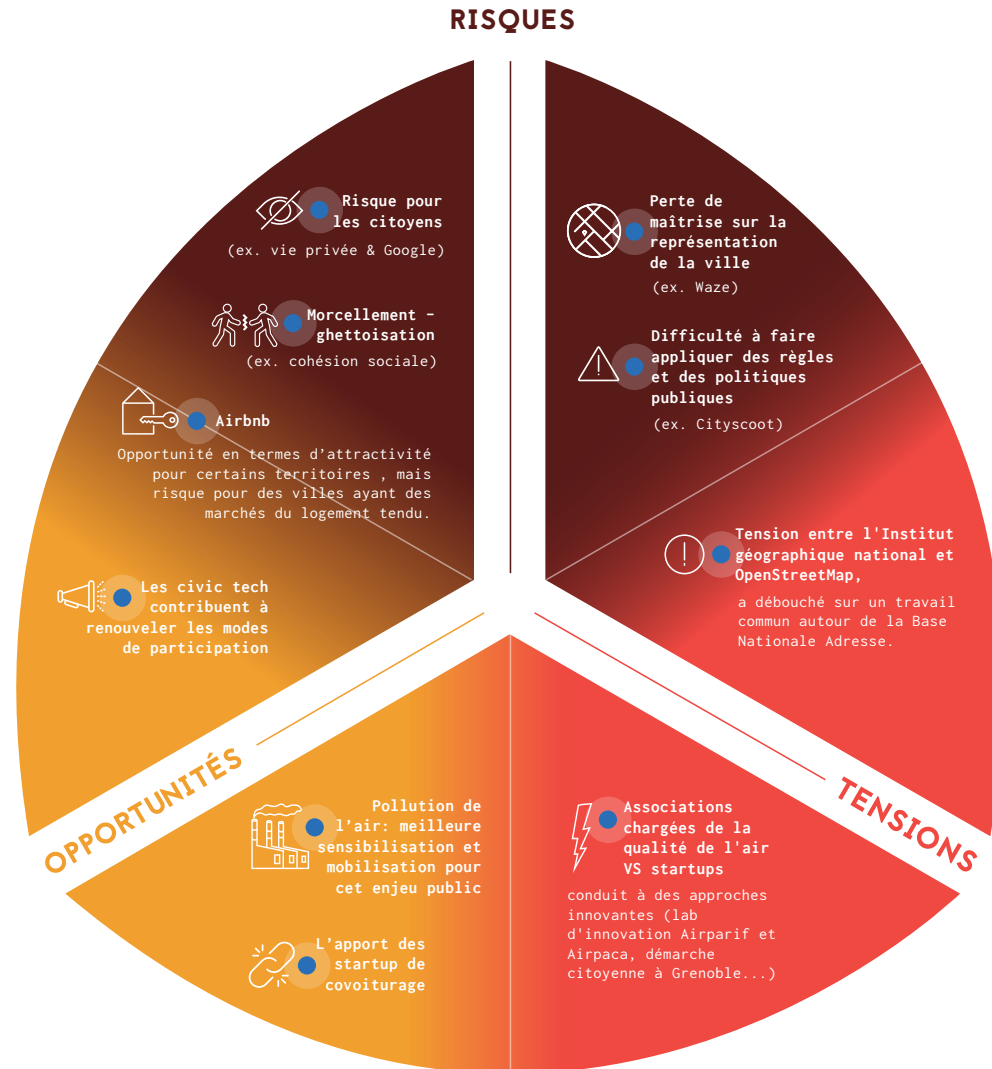 RISQUES
Risque pour
les citoyens
(ex. vie privée & Google)
Morcellement –
ghettoisation
(ex. cohésion sociale)
Airbnb
Opportunité en termes d'attractivité
pour certains territoires , mais
risque pour des villes ayant des
marchés du logement tendu.
Les civic tech
contribuent à
renouveler les modes
de participation
Perte de
maîtrise sur la
représentation
de la ville
(ex. Waze)
Difficulté à faire
appliquer des règles
et des politiques
publiques
(ex. Cityscoot)
Tension entre l'Institut
géographique national et
OpenStreetMap,
a débouché sur un travail
commun autour de la Base
Nationale Adresse.
OPPORTUNITÉS
TENSIONS
Pollution de
l'air: meilleure
sensibilisation et
mobilisation pour
cet enjeu public
L'apport des
startup de
covoiturage
Associations
chargées de la
qualité de l'air
VS startups
conduit à des approches
innovantes (lab
d'innovation Airparif et
Airpaca, démarche
citoyenne à Grenoble...)